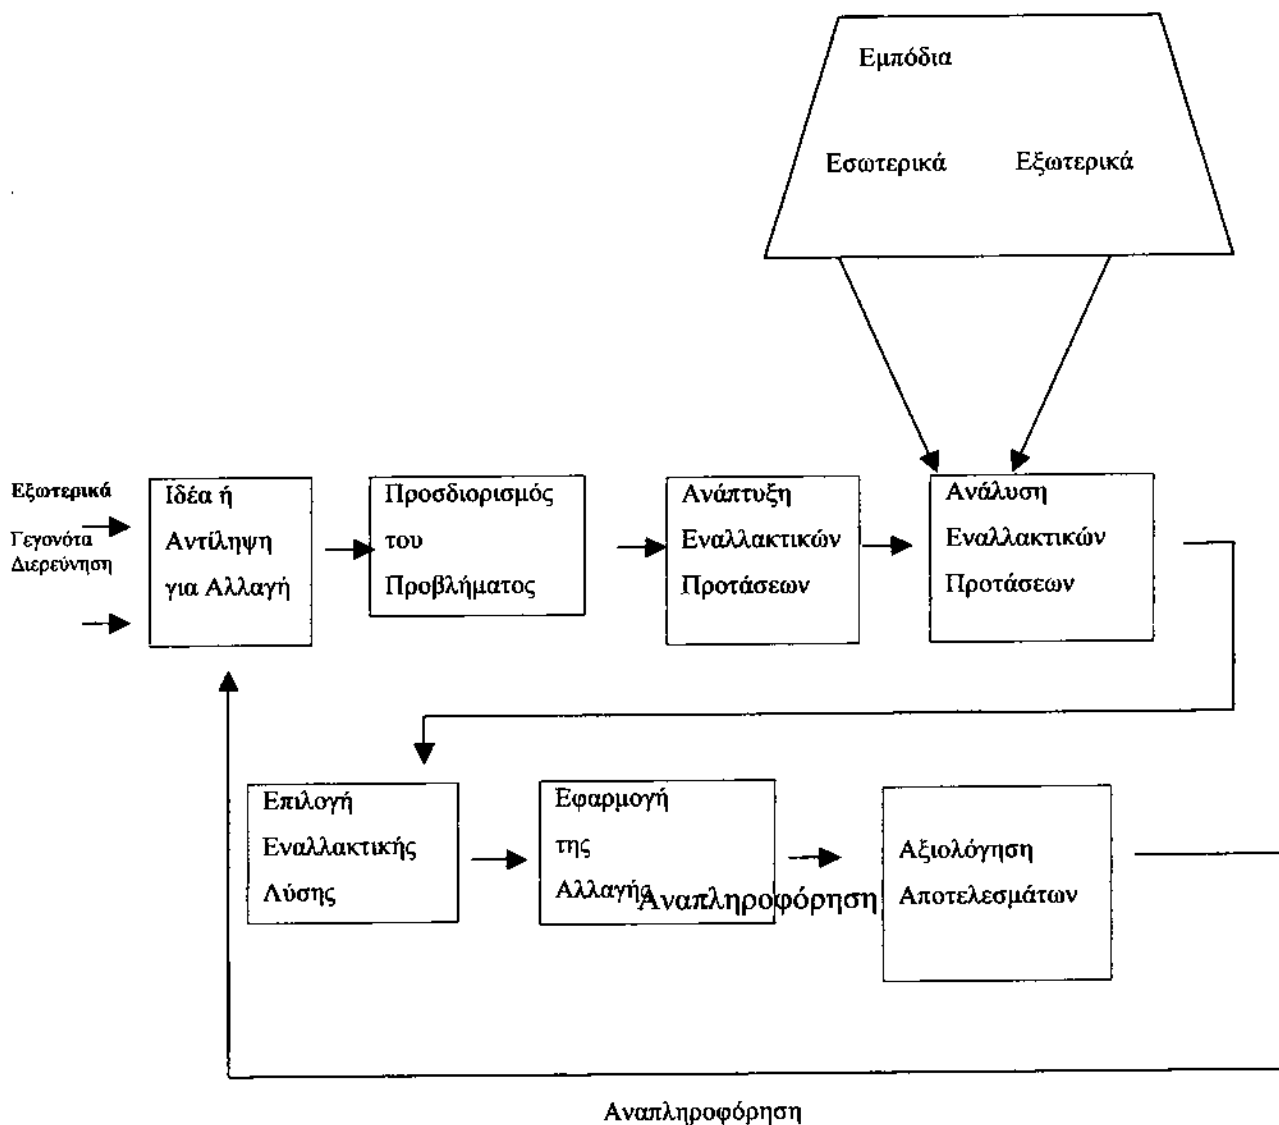 Εμπόδια
Εσωτερικά Εξωτερικά
Εξωτερικά
Γεγονότα
Διερεύνηση
Ιδέα ή
Αντίληψη
για Αλλαγή
Προσδιορισμός
του
Προβλήματος
Ανάπτυξη
Εναλλακτικών
Προτάσεων
Ανάλυση
Εναλλακτικών
Προτάσεων
Επιλογή
Εναλλακτικής
Λύσης
Εφαρμογή
της
Αλλαγής
Αναπληροφόρηση
Αξιολόγηση
Αποτελεσμάτων
Αναπληροφόρηση